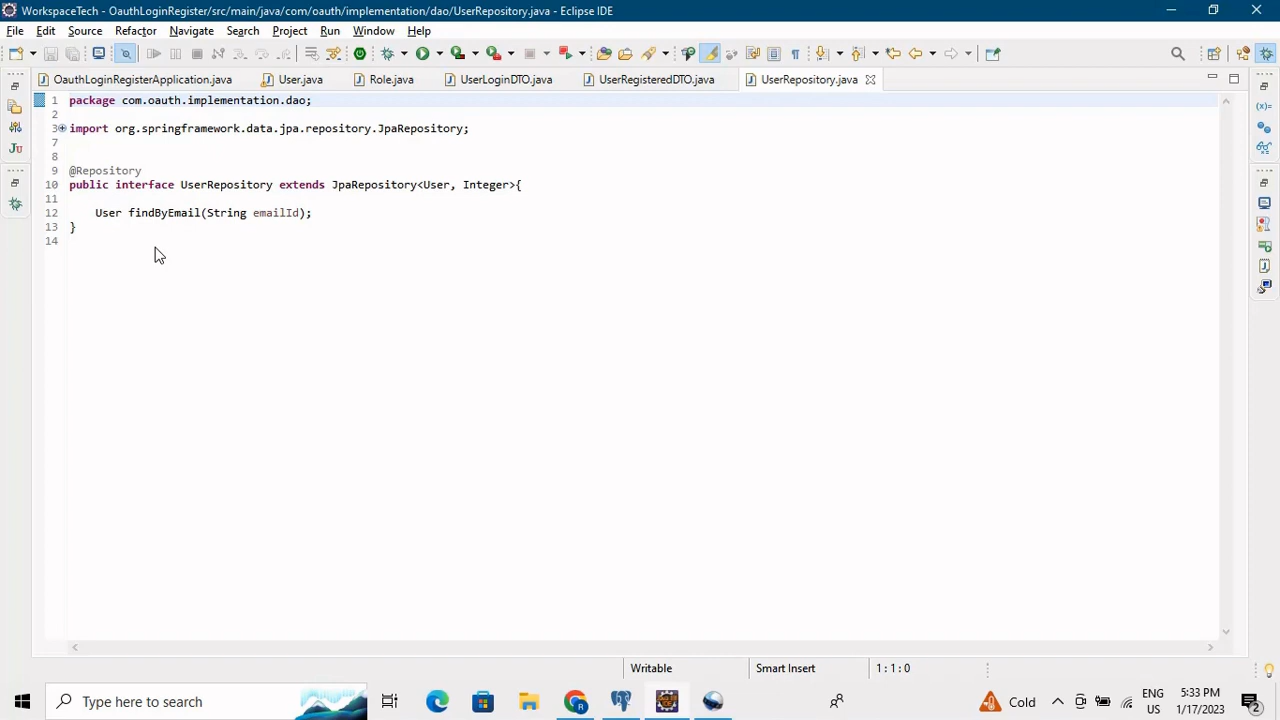 WorkspaceTech - OauthLoginRegister/src/main/java/com/oauth/implementation/dao/UserRepository.java - Eclipse IDE
File Edit Source Refactor Navigate Search Project Run Window Help
OauthLoginRegisterApplication.java User.java Role.java UserLoginDTO.java UserRegisteredDTO.java UserRepository.java
1 package com.oauth.implementation.dao;
2
3 import org.springframework.data.jpa.repository.JpaRepository;
7
8
9 @Repository
10 public interface UserRepository extends JpaRepository<User, Integer>{
11
12 User findByEmail(String emailId);
13 }
14
Writable Smart Insert 1 : 1 : 0
Type here to search
Cold
ENG
US
5:33 PM
1/17/2023
2